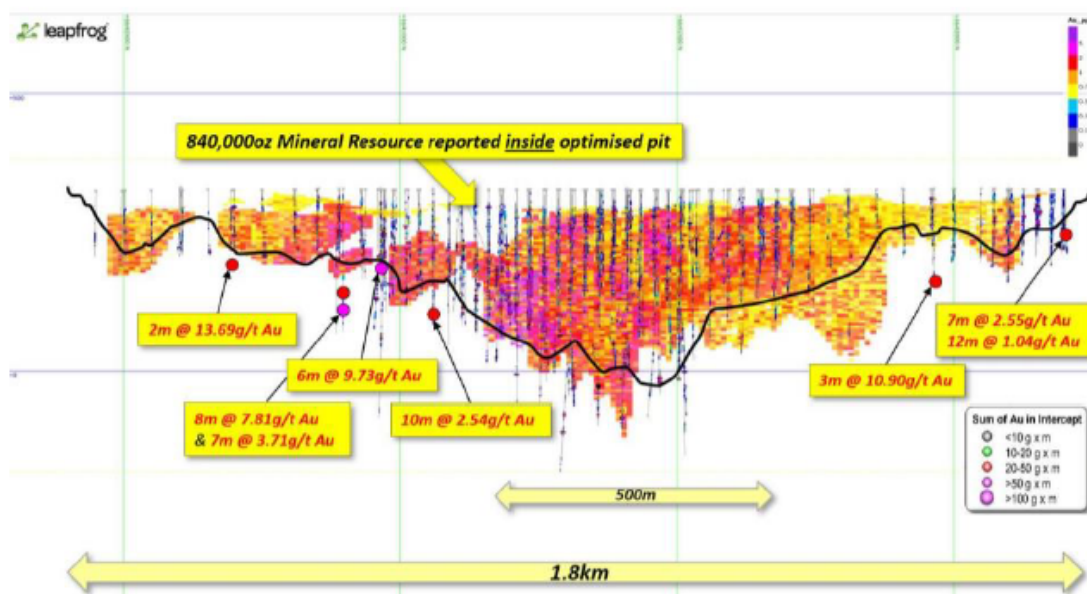 leapfrog
840,000oz Mineral Resource reported inside optimised pit
2m @ 13.69g/t Au
8m @ 7.81g/t Au
& 7m @ 3.71g/t Au
6m @ 9.73g/t Au
10m @ 2.54g/t Au
3m @ 10.90g/t Au
7m @ 2.55g/t Au
12m @ 1.04g/t Au
Sum of Au in Intercept
<10 g x m
10-20 g x m
20-50 g x m
>50 g x m
>100 g x m
500m
1.8km